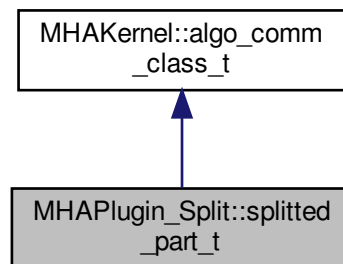 MHAKernel::algo_comm
_class_t
MHAPlugin_Split::splitted
_part_t